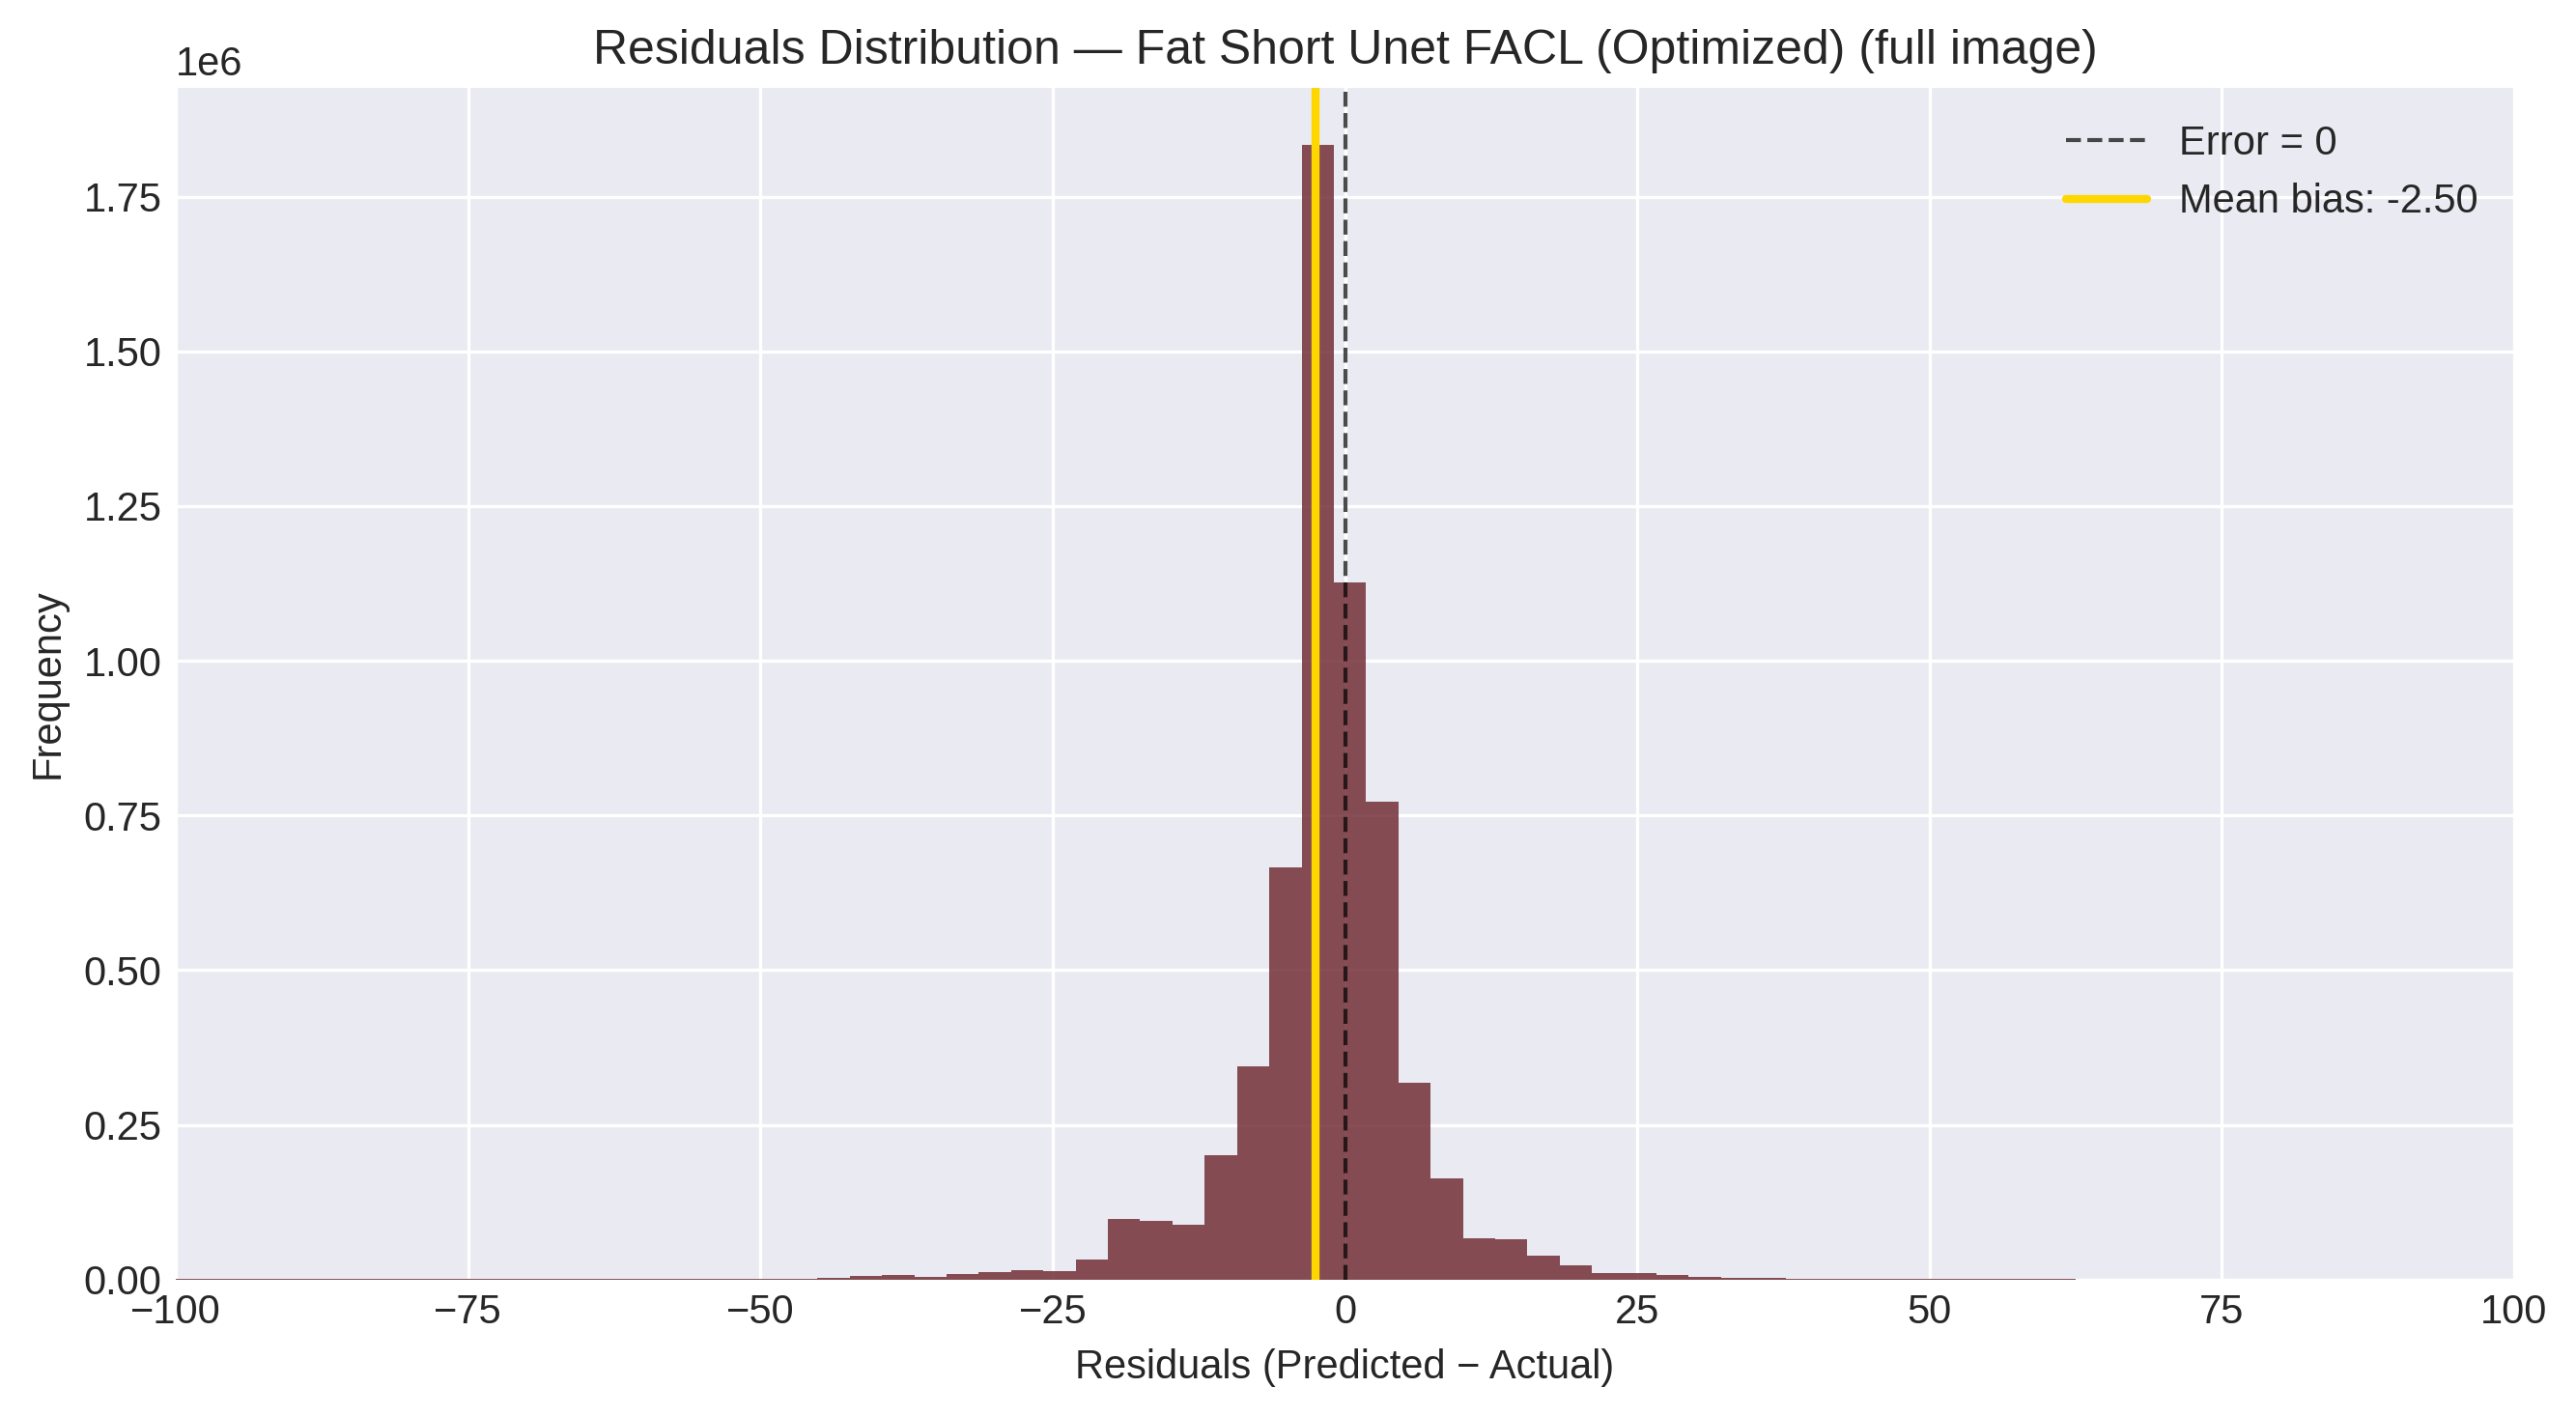 Residuals Distribution — Fat Short Unet FACL (Optimized) (full image)
1e6
Error = 0
Mean bias: -2.50
1.75
1.50
1.25
1.00
0.75
0.50
0.25
0.00
Frequency
−100 −75 −50 −25 0 25 50 75 100
Residuals (Predicted − Actual)